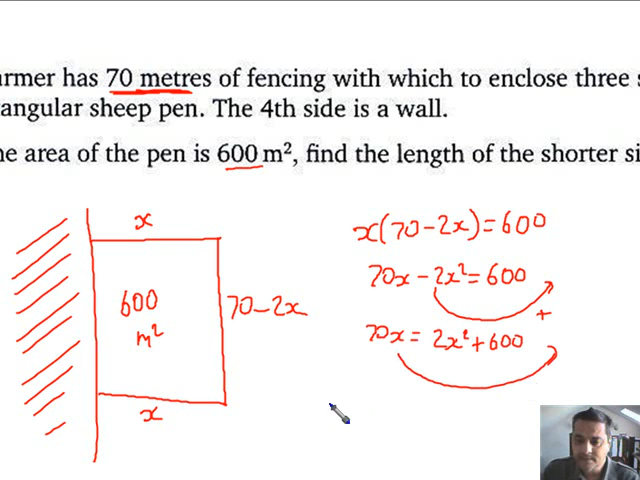 armer has 70 metres of fencing with which to enclose three s
angular sheep pen. The 4th side is a wall.
ne area of the pen is 600 m², find the length of the shorter si
x
x(70-2x)=600
70x-2x²=600
600
m²
70-2x
+
70x=2x²+600
x